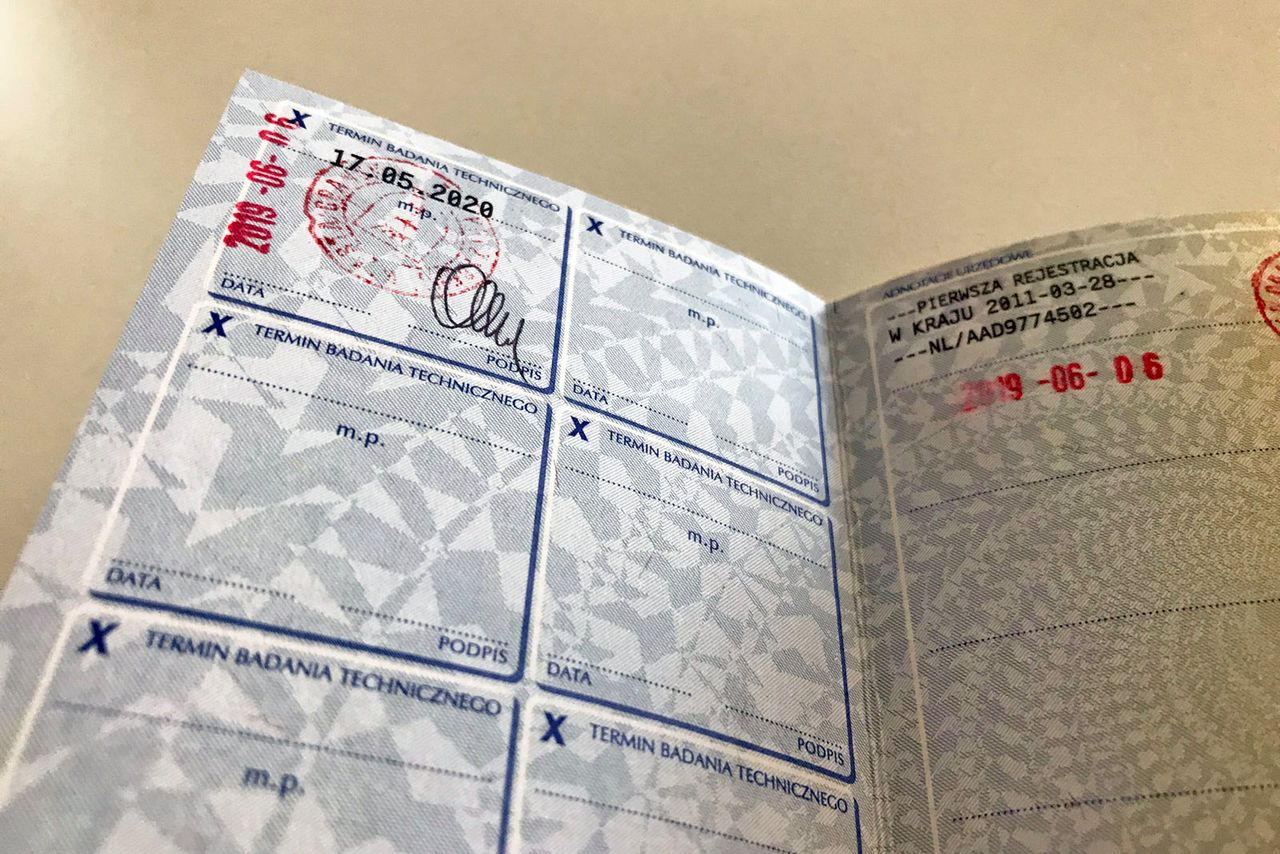 X TERMIN BADANIA TECHNICZNEGO
17.05.2020
m.p.
2019 -06- 06
DATA
PODPIS
X TERMIN BADANIA TECHNICZNEGO
m.p.
DATA
PODPIS
X TERMIN BADANIA TECHNICZNEGO
m.p.
DATA
PODPIS
X TERMIN BADANIA TECHNICZNEGO
m.p.
DATA
PODPIS
X TERMIN BADANIA TECHNICZNEGO
m.p.
X TERMIN BADANIA TECHNICZNEGO
ADNOTACJE URZĘDOWE
---PIERWSZA REJESTRACJA
W KRAJU 2011-03-28---
---NL/AAD9774502---
2019 -06- 06